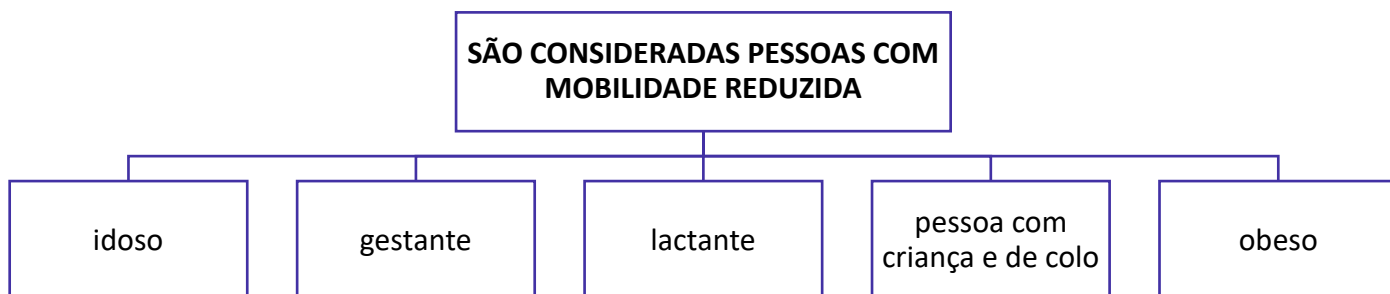 SÃO CONSIDERADAS PESSOAS COM
MOBILIDADE REDUZIDA
idoso
gestante
lactante
pessoa com
criança e de colo
obeso